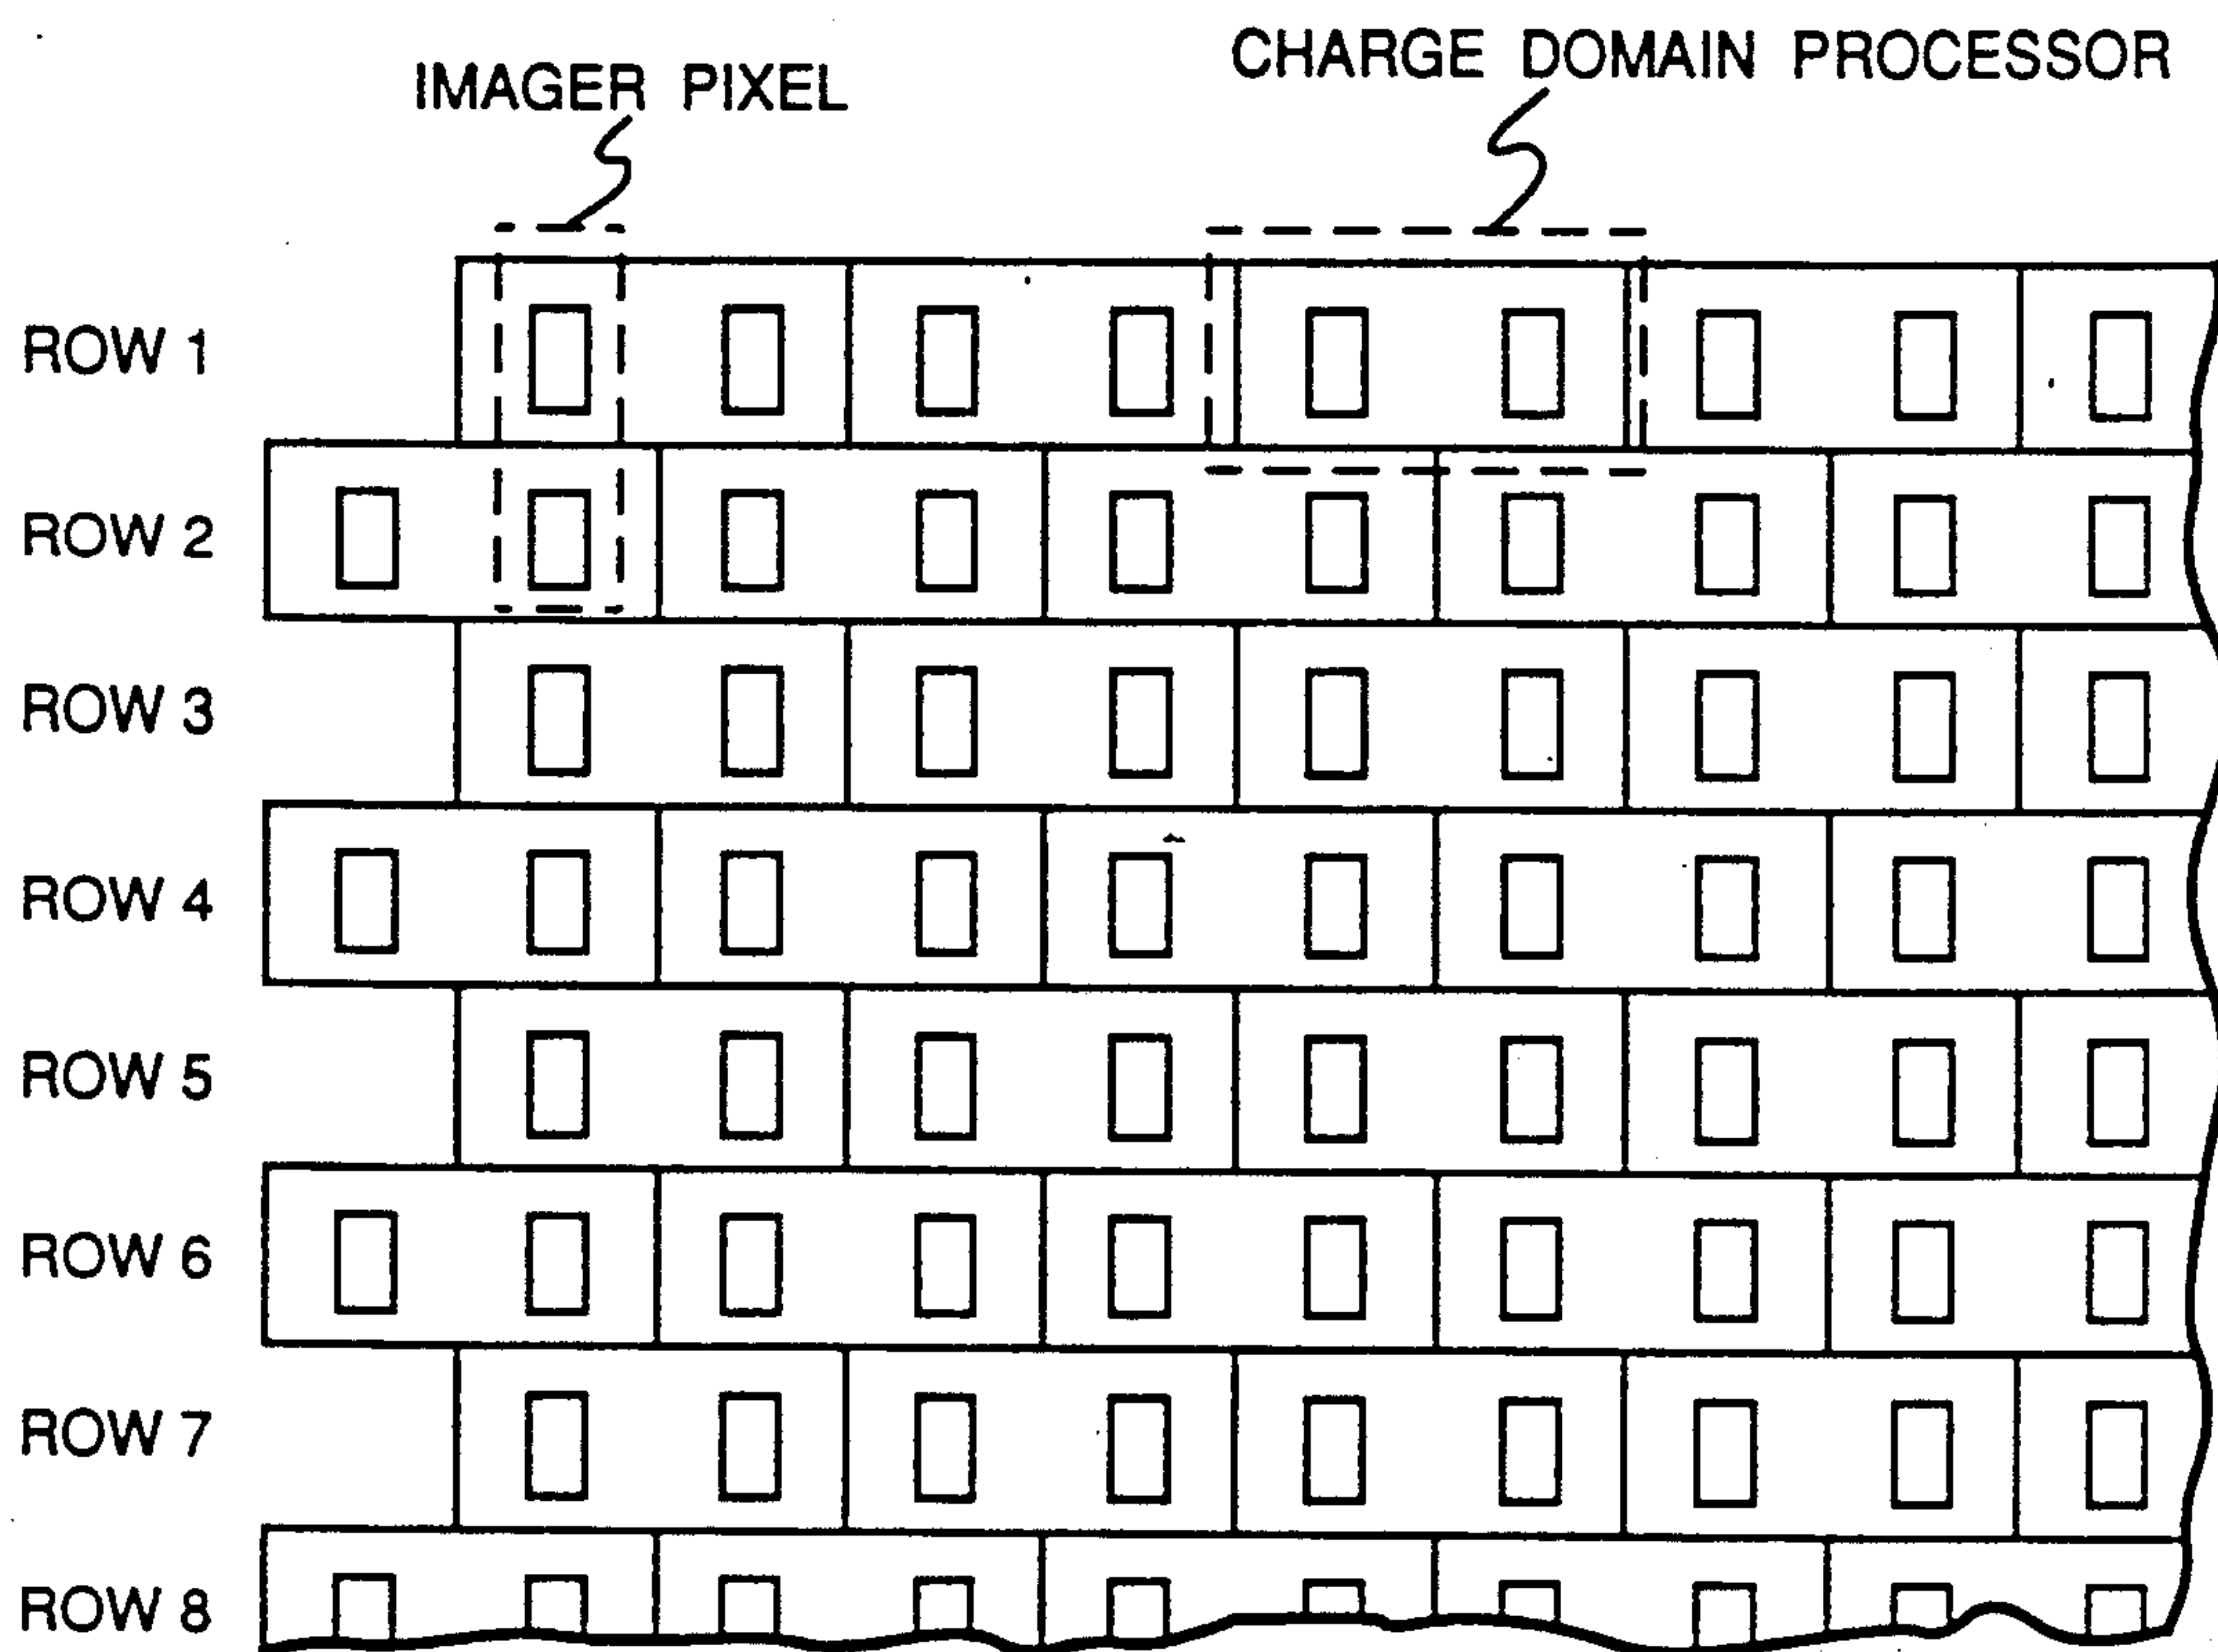 IMAGER PIXEL
CHARGE DOMAIN PROCESSOR
ROW 1
ROW 2
ROW 3
ROW 4
ROW 5
ROW 6
ROW 7
ROW 8